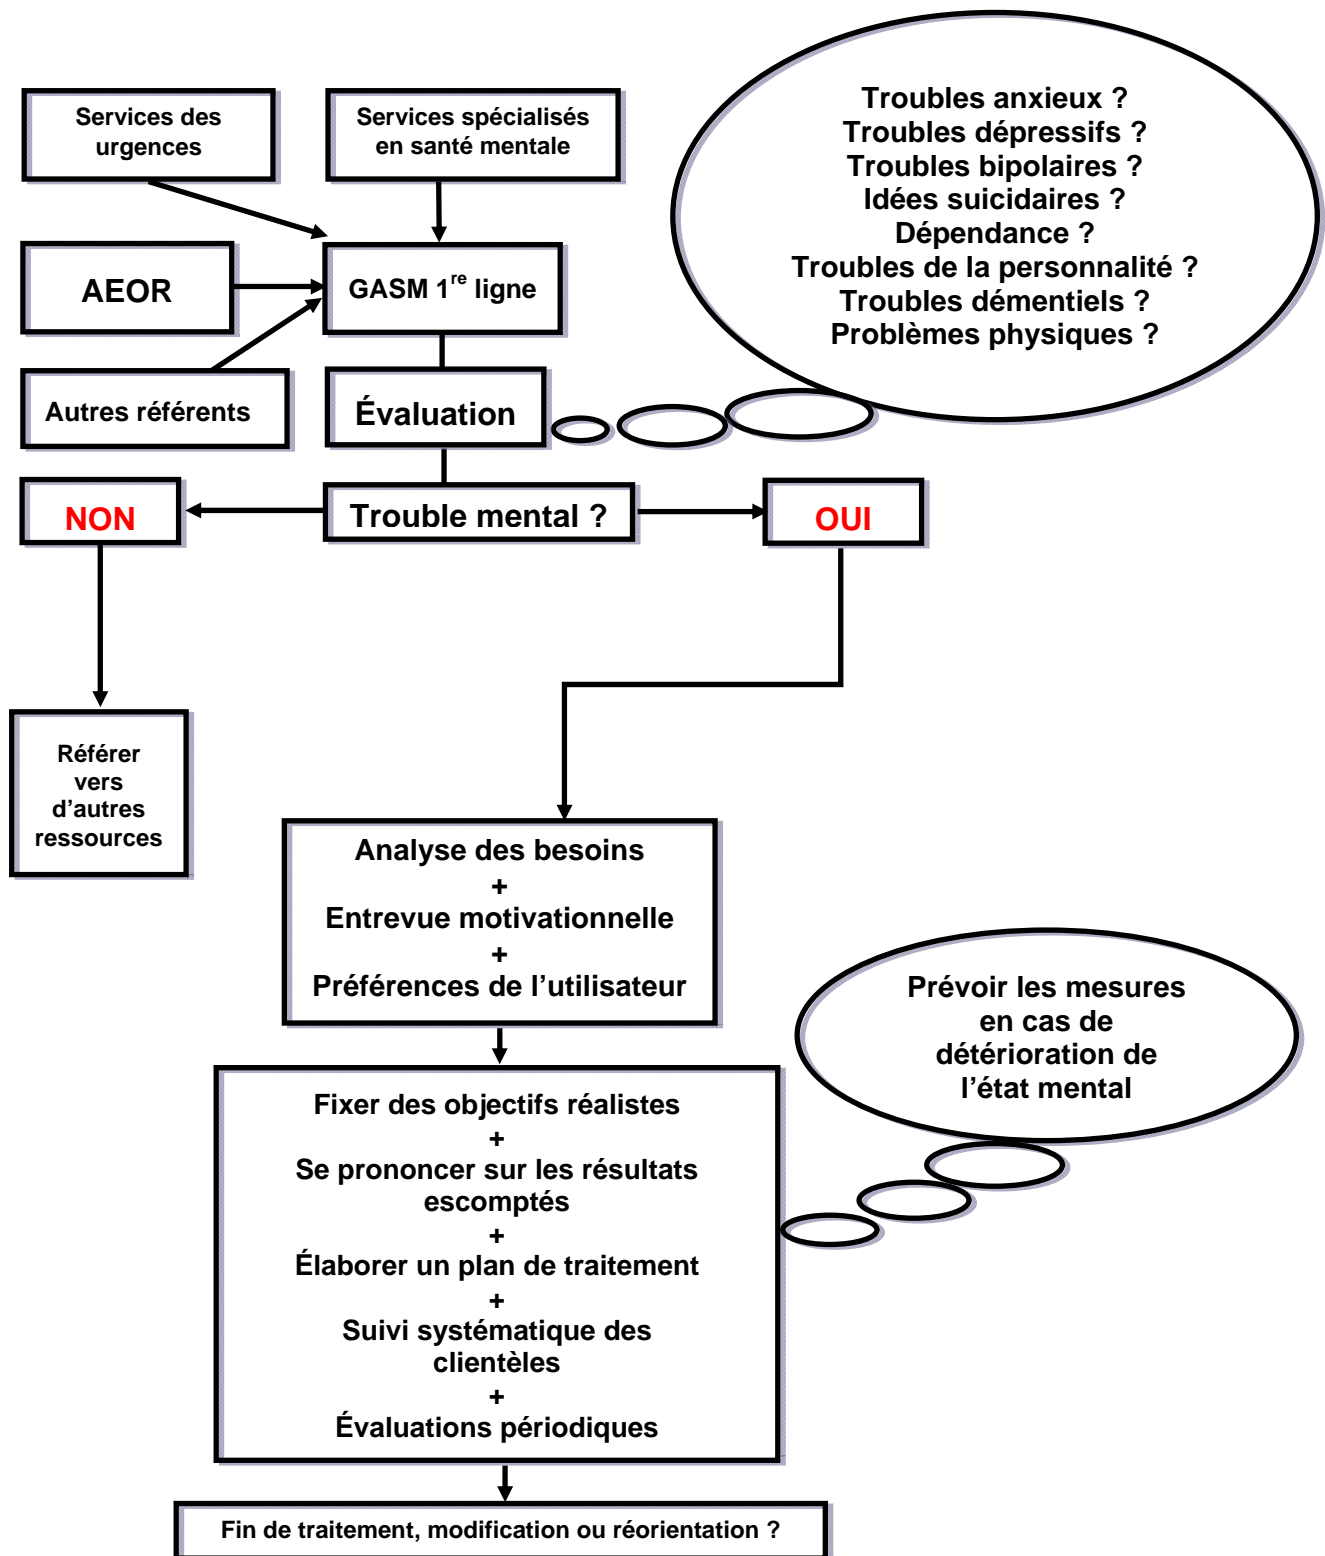 Services des
urgences
Services spécialisés
en santé mentale
Troubles anxieux ?
Troubles dépressifs ?
Troubles bipolaires ?
Idées suicidaires ?
Dépendance ?
Troubles de la personnalité ?
Troubles démentiels ?
Problèmes physiques ?
AEOR
GASM 1re ligne
Autres référents
Évaluation
NON
Trouble mental ?
OUI
Référer
vers
d’autres
ressources
Analyse des besoins
+
Entrevue motivationnelle
+
Préférences de l’utilisateur
Prévoir les mesures
en cas de
détérioration de
l’état mental
Fixer des objectifs réalistes
+
Se prononcer sur les résultats
escomptés
+
Élaborer un plan de traitement
+
Suivi systématique des
clientèles
+
Évaluations périodiques
Fin de traitement, modification ou réorientation ?